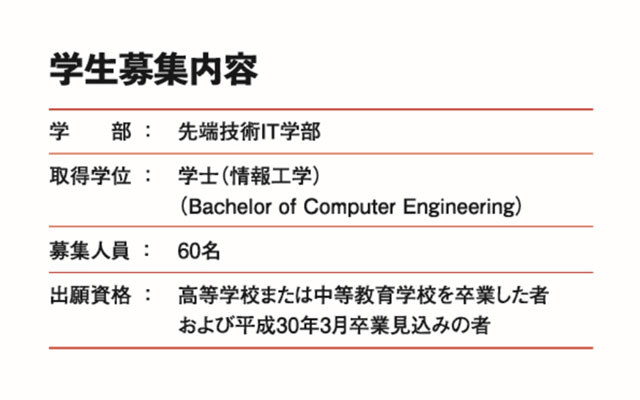 学生募集内容
学　　部 ： 先端技術IT学部
取得学位 ： 学士（情報工学）
（Bachelor of Computer Engineering）
募集人員 ： 60名
出願資格 ： 高等学校または中等教育学校を卒業した者
および平成30年3月卒業見込みの者